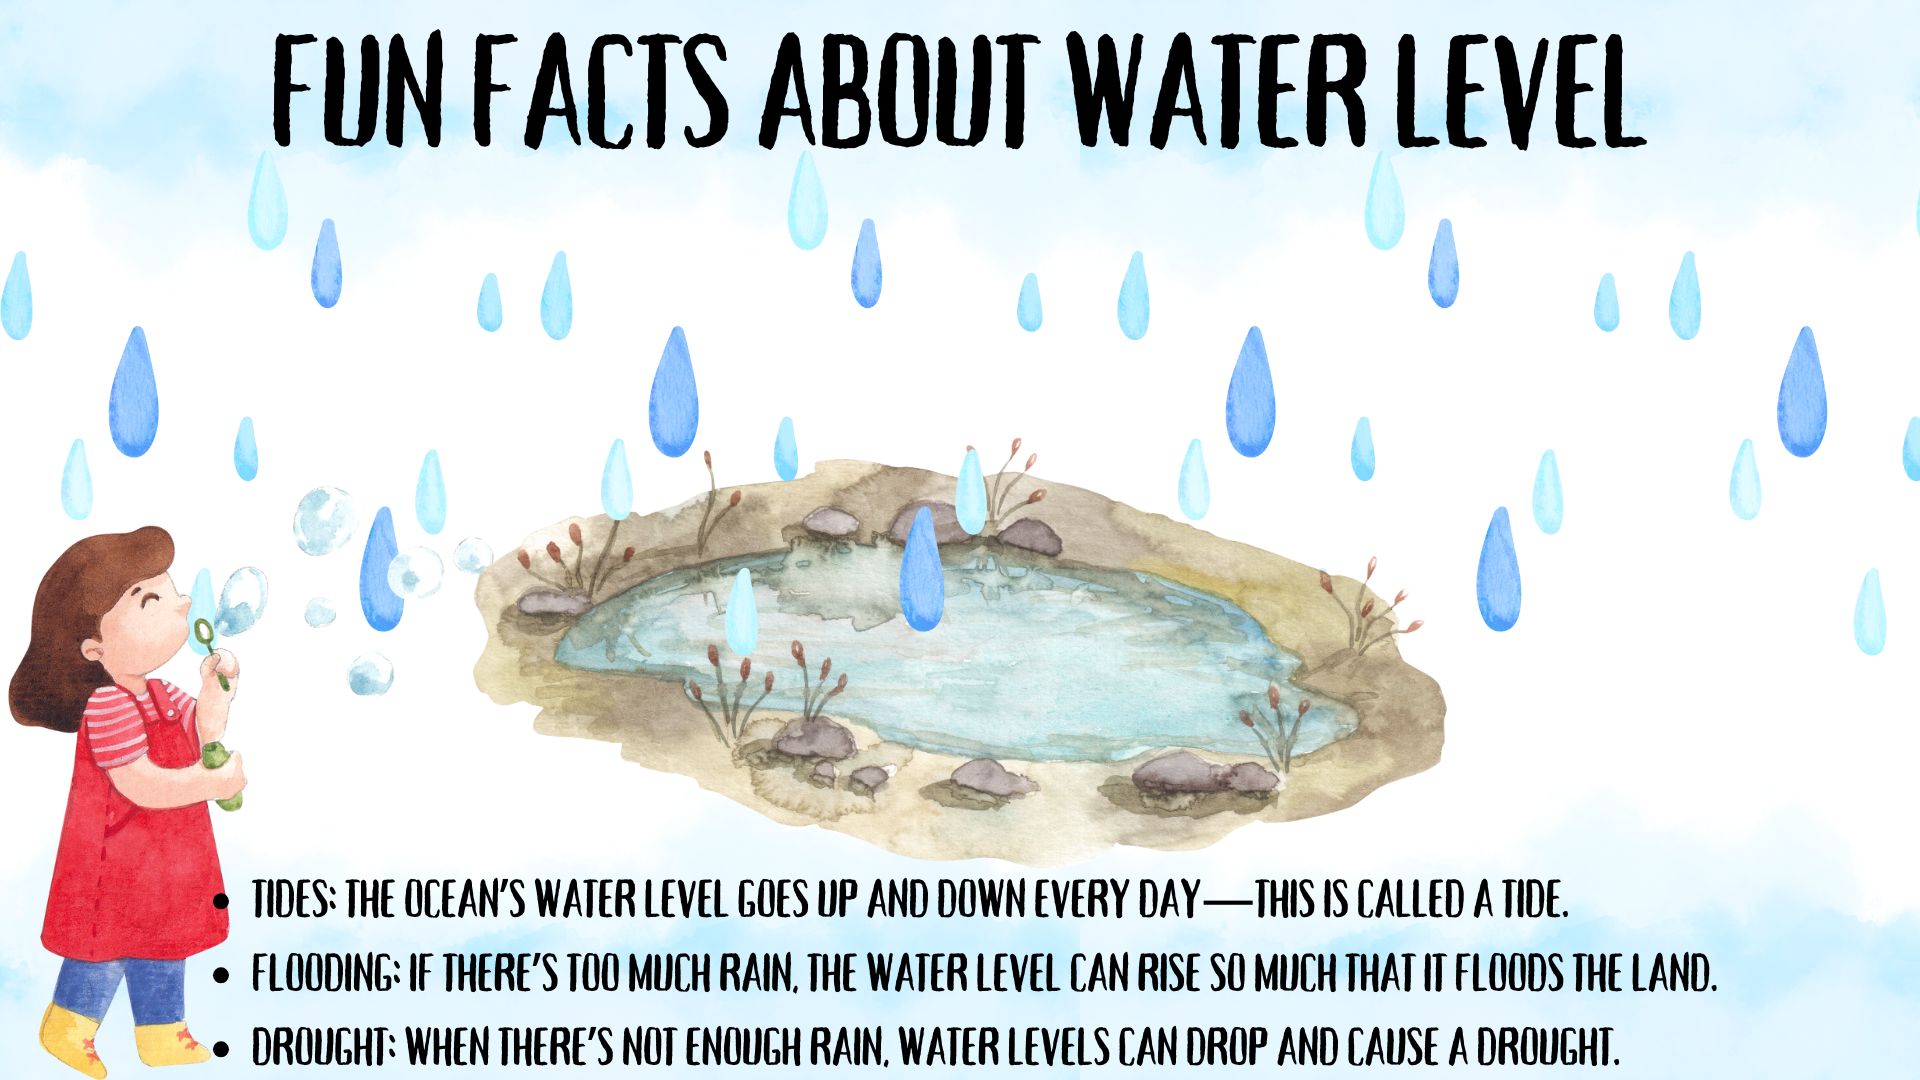 FUN FACTS ABOUT WATER LEVEL
• TIDES: THE OCEAN'S WATER LEVEL GOES UP AND DOWN EVERY DAY—THIS IS CALLED A TIDE.
• FLOODING: IF THERE'S TOO MUCH RAIN, THE WATER LEVEL CAN RISE SO MUCH THAT IT FLOODS THE LAND.
• DROUGHT: WHEN THERE'S NOT ENOUGH RAIN, WATER LEVELS CAN DROP AND CAUSE A DROUGHT.